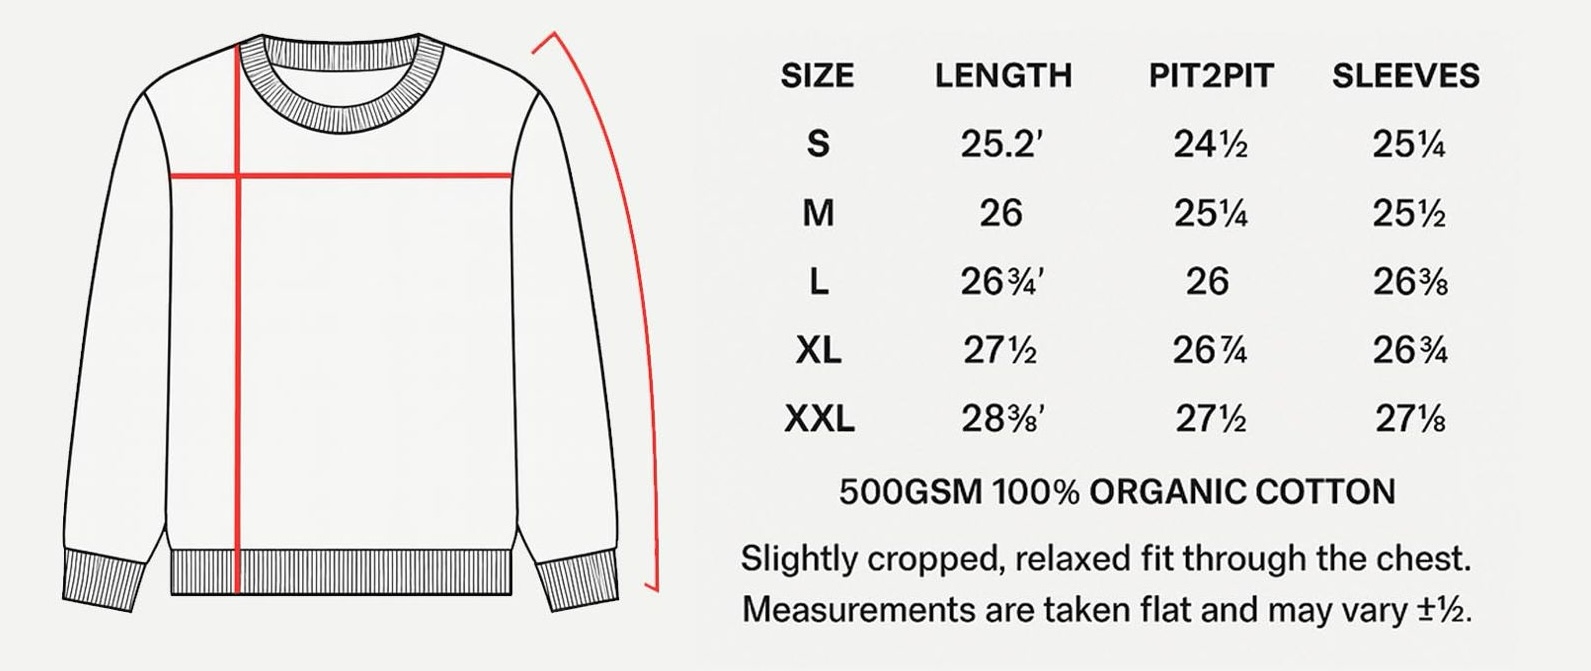 SIZE LENGTH PIT2PIT SLEEVES
S 25.2' 24½ 25¼
M 26 25¼ 25½
L 26¾' 26 26⅜
XL 27½ 26⁷⁄₄ 26¾
XXL 28⅜' 27½ 27⅛
500GSM 100% ORGANIC COTTON
Slightly cropped, relaxed fit through the chest.
Measurements are taken flat and may vary ±½.